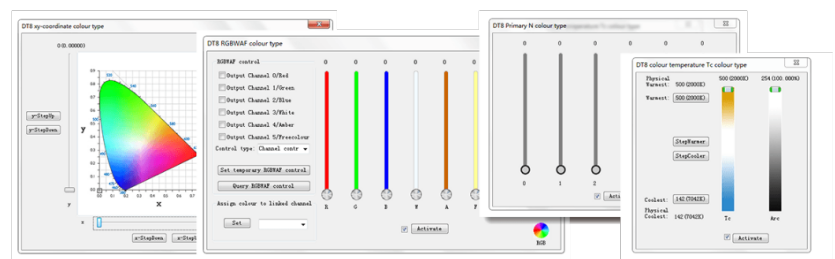 DT8 xy-coordinate colour type
0(0.00000)
y-StepUp
y-StepDown
y
x
x-StepDown
DT8 RGBWAF colour type
RGBWAF control
Output Channel 0/Red
Output Channel 1/Green
Output Channel 2/Blue
Output Channel 3/White
Output Channel 4/Amber
Output Channel 5/Freecolour
Control type: Channel contr
Set temporary RGBWAF control
Query RGBWAF control
Assign colour to linked channel
Set
0 0 0 0 0 0
R G B W A F
Activate
RGB
DT8 Primary N colour type
0 0 0 0 0 0
0 1 2
DT8 colour temperature Tc colour type
Physical
Warmest: 500(2000K)
Warmest: 500(2000K)
StepWarmer
StepCooler
Coolest: 142(7042K)
Physical
Coolest: 142(7042K)
500(2000K) 254(100.000%)
Tc Arc
Activate